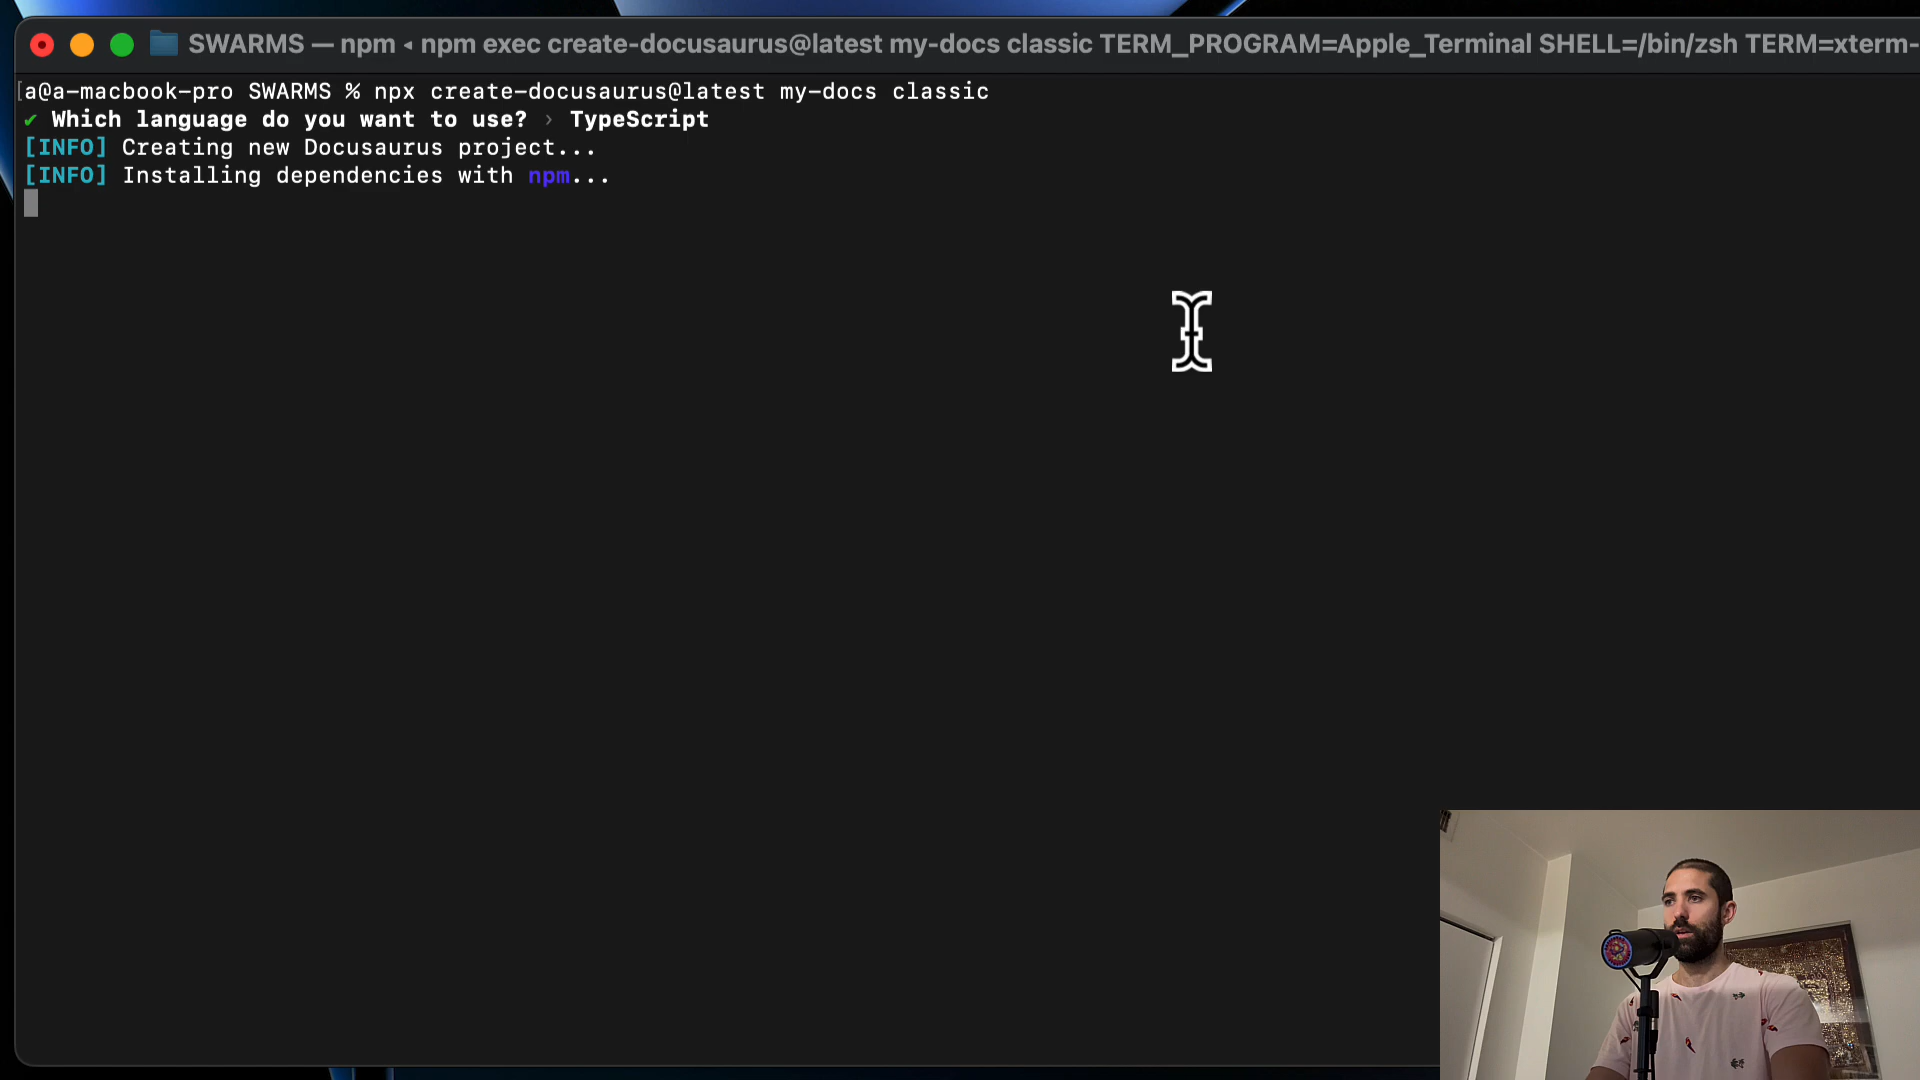 SWARMS — npm ◂ npm exec create-docusaurus@latest my-docs classic TERM_PROGRAM=Apple_Terminal SHELL=/bin/zsh TERM=xterm-
[a@a-macbook-pro SWARMS % npx create-docusaurus@latest my-docs classic
✔ Which language do you want to use? › TypeScript
[INFO] Creating new Docusaurus project...
[INFO] Installing dependencies with npm...